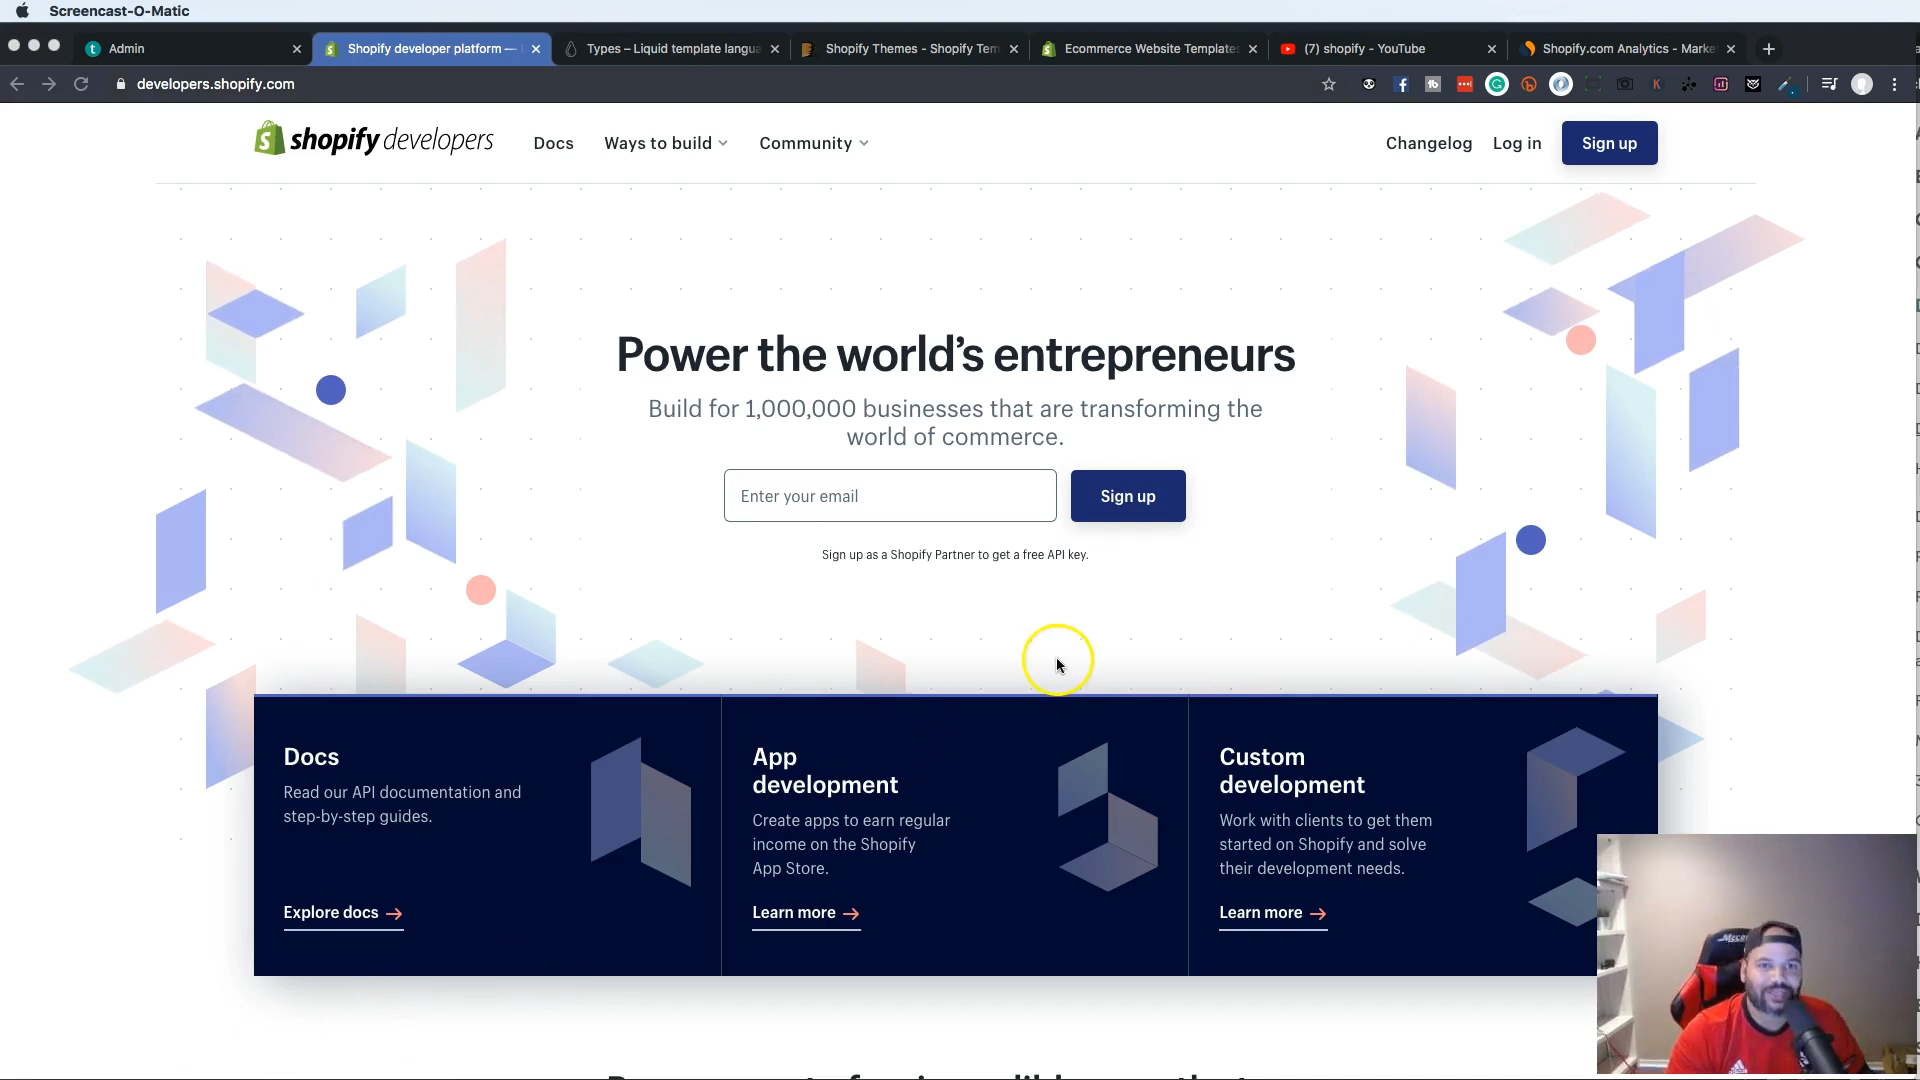 Screencast-O-Matic
Admin
Shopify developer platform —
Types – Liquid template langua
Shopify Themes - Shopify Tem
Ecommerce Website Templates
(7) shopify - YouTube
Shopify.com Analytics - Marke
developers.shopify.com
shopify developers
Docs
Ways to build
Community
Changelog
Log in
Sign up
Power the world’s entrepreneurs
Build for 1,000,000 businesses that are transforming the
world of commerce.
Enter your email
Sign up
Sign up as a Shopify Partner to get a free API key.
Docs
Read our API documentation and
step-by-step guides.
Explore docs →
App
development
Create apps to earn regular
income on the Shopify
App Store.
Learn more →
Custom
development
Work with clients to get them
started on Shopify and solve
their development needs.
Learn more →